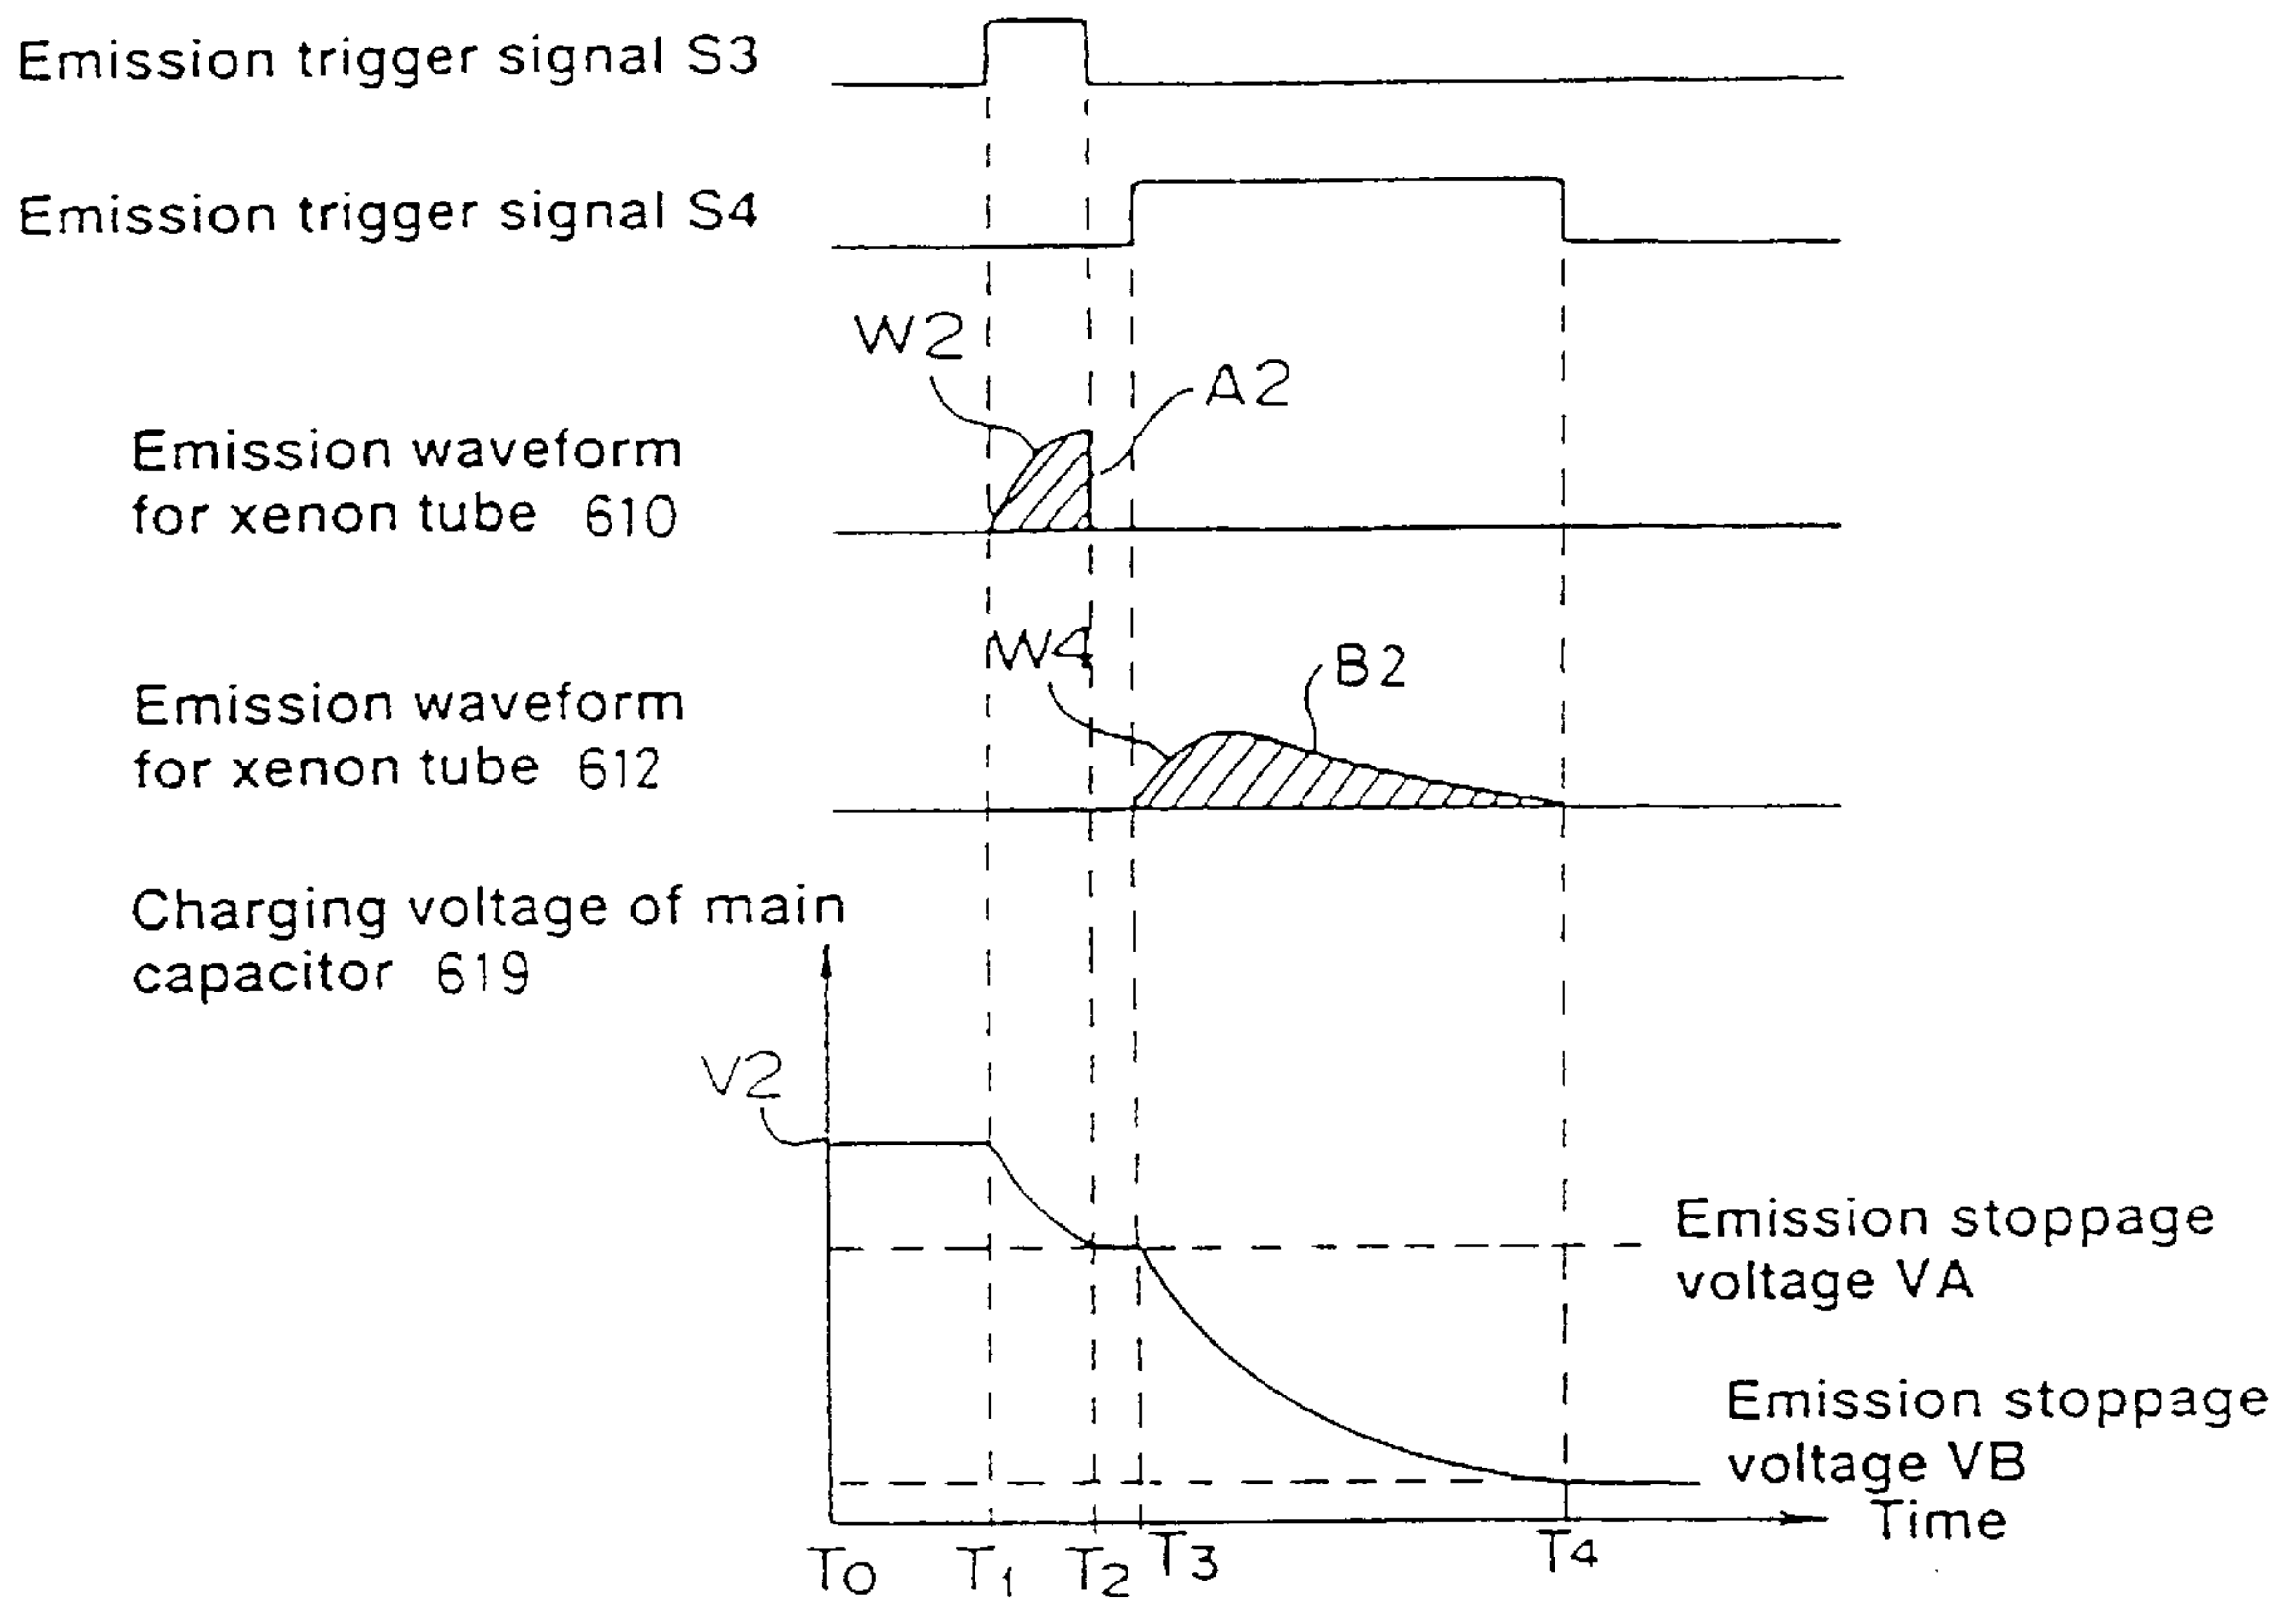 Emission trigger signal S3
Emission trigger signal S4
W2
A2
Emission waveform
for xenon tube 610
W4
B2
Emission waveform
for xenon tube 612
Charging voltage of main
capacitor 619
V2
Emission stoppage
voltage VA
Emission stoppage
voltage VB
Time
T0 T1 T2 T3 T4